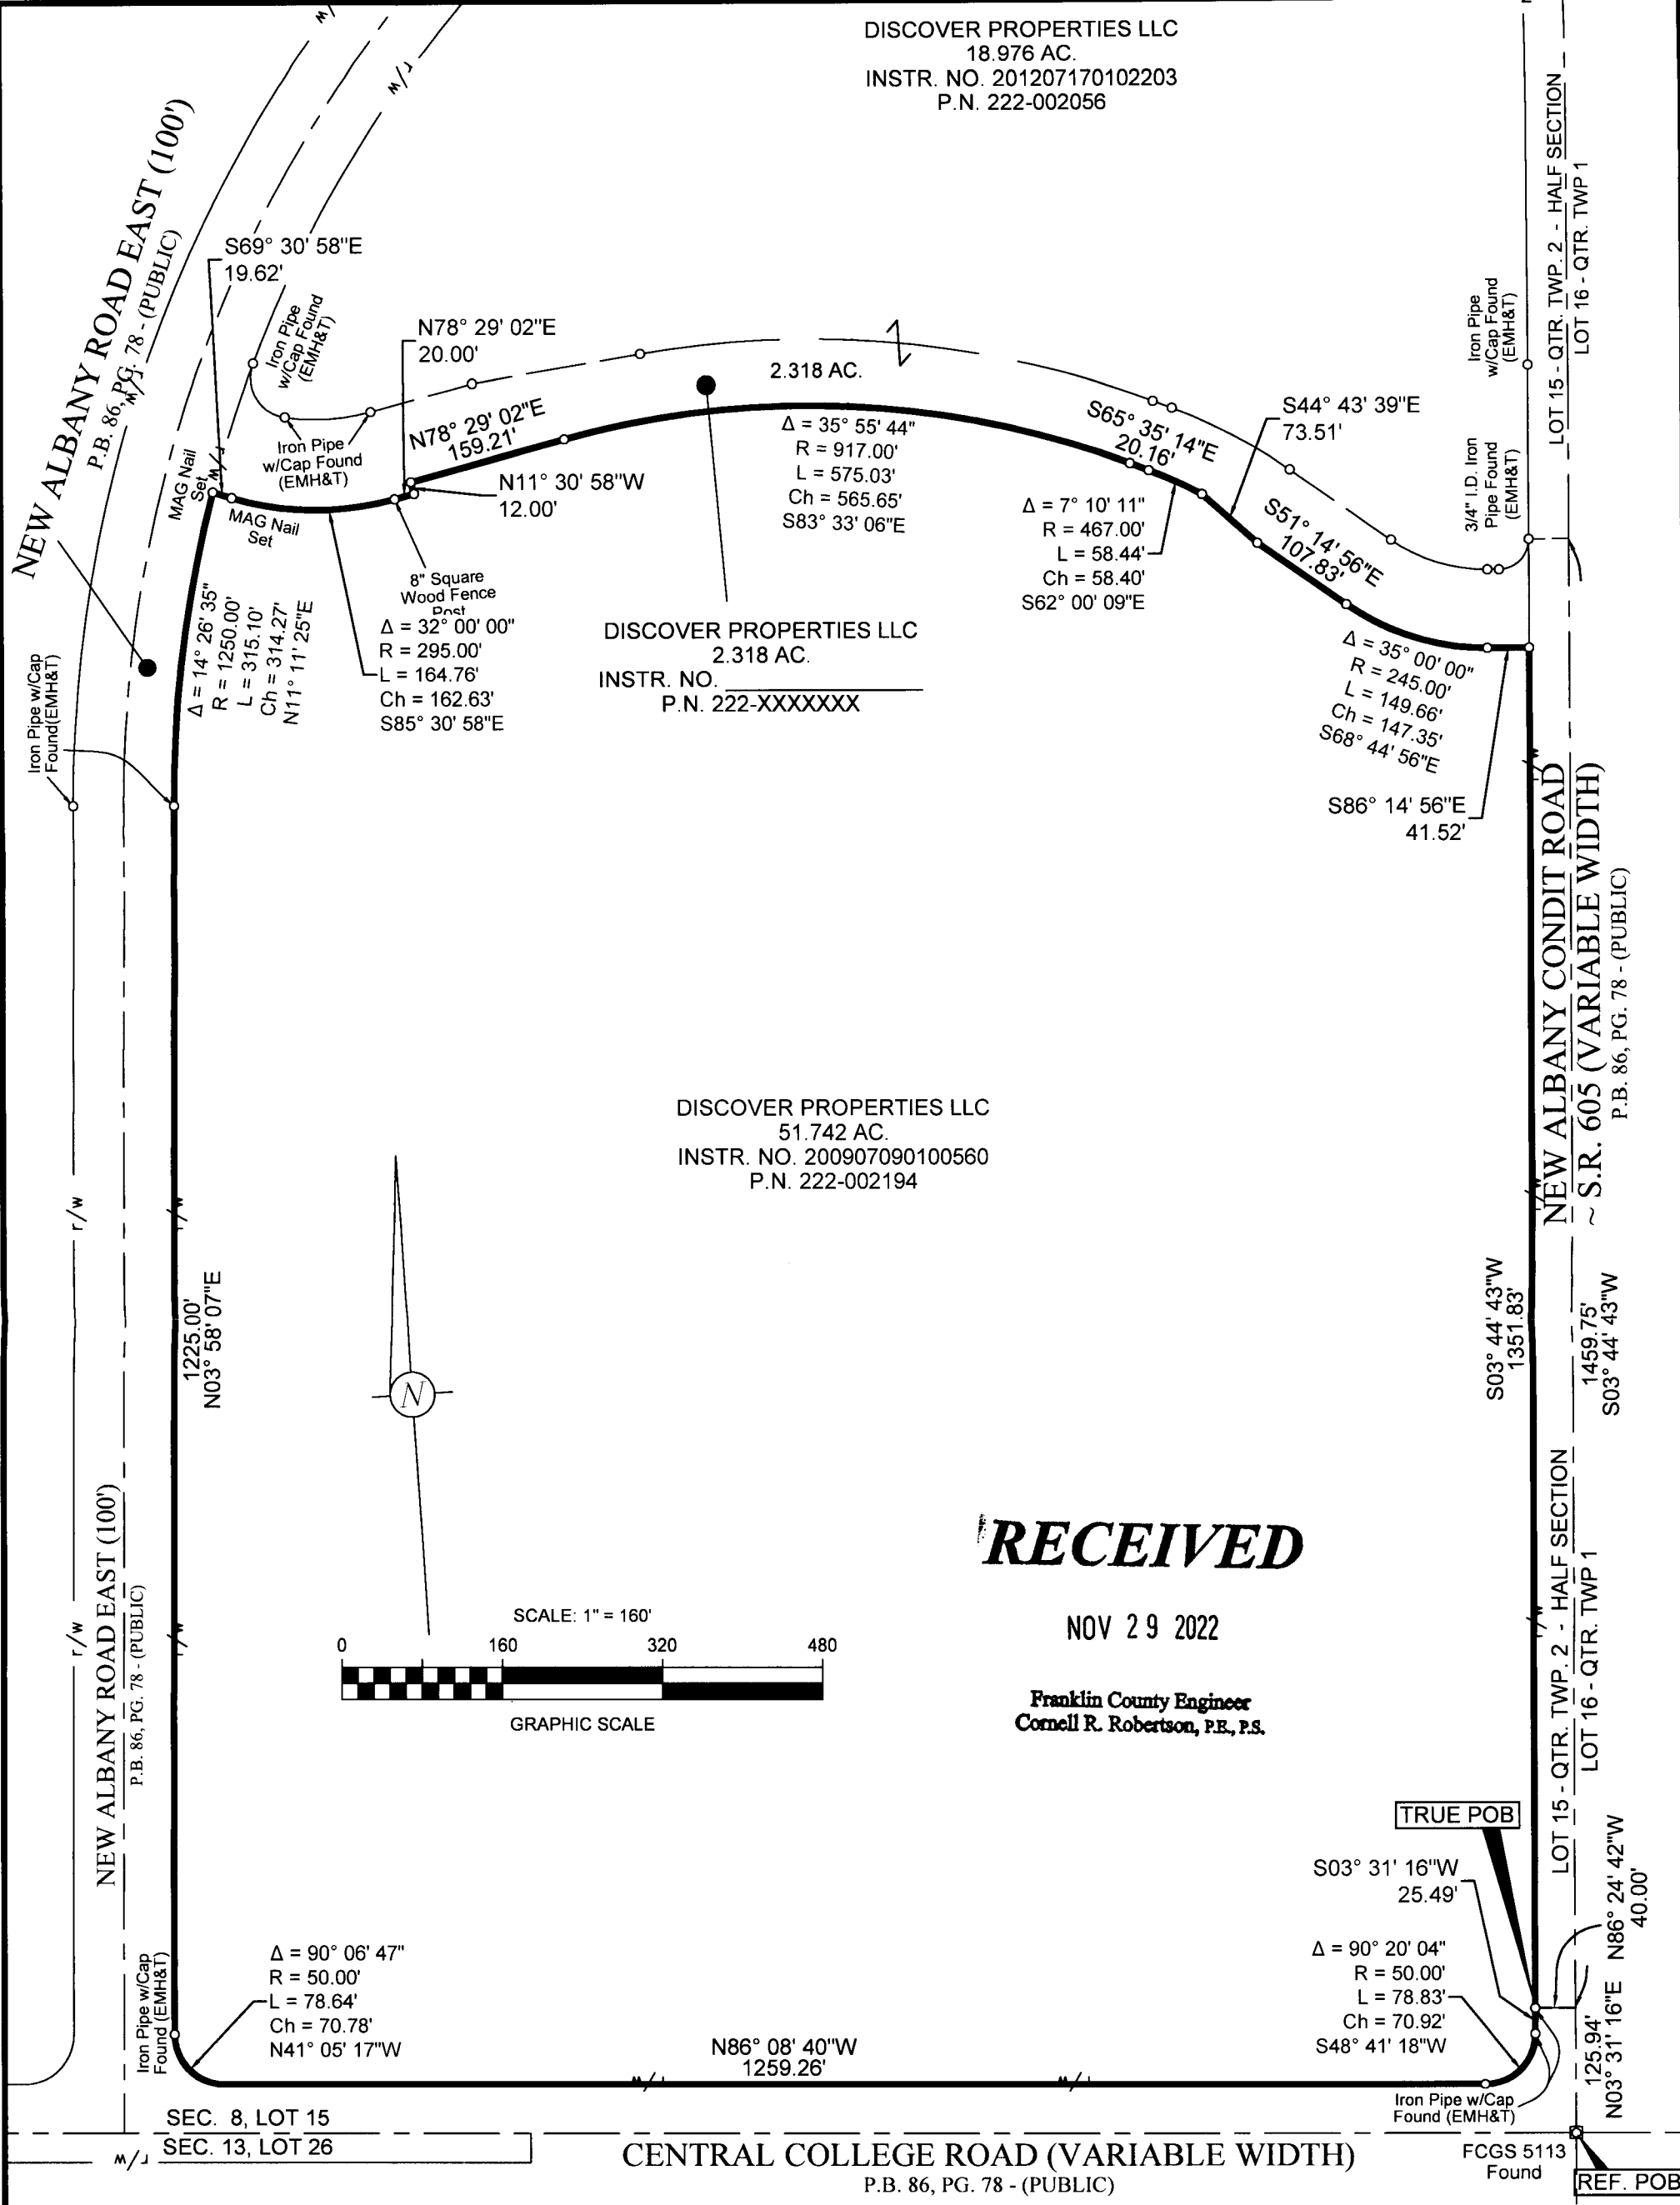 DISCOVER PROPERTIES LLC
18.976 AC.
INSTR. NO. 201207170102203
P.N. 222-002056
r/w
r/w
NEW ALBANY ROAD EAST (100')
P.B. 86, PG. 78 - (PUBLIC)
r/w
r/w
S69° 30' 58"E
19.62'
Iron Pipe
w/Cap Found
(EMH&T)
Iron Pipe
w/Cap Found
(EMH&T)
MAG Nail
Set
MAG Nail
Set
N78° 29' 02"E
20.00'
N78° 29' 02"E
159.21'
N11° 30' 58"W
12.00'
2.318 AC.
Δ = 35° 55' 44"
R = 917.00'
L = 575.03'
Ch = 565.65'
S83° 33' 06"E
S65° 35' 14"E
20.16'
Δ = 7° 10' 11"
R = 467.00'
L = 58.44'
Ch = 58.40'
S62° 00' 09"E
S44° 43' 39"E
73.51'
S51° 14' 56"E
107.83'
Iron Pipe
w/Cap Found
(EMH&T)
3/4" I.D. Iron
Pipe Found
(EMH&T)
LOT 15 - QTR. TWP. 2 - HALF SECTION
LOT 16 - QTR. TWP 1
8" Square
Wood Fence
Post
Δ = 32° 00' 00"
R = 295.00'
L = 164.76'
Ch = 162.63'
S85° 30' 58"E
Δ = 14° 26' 35"
R = 1250.00'
L = 315.10'
Ch = 314.27'
N11° 11' 25"E
Iron Pipe w/Cap
Found(EMH&T)
DISCOVER PROPERTIES LLC
2.318 AC.
INSTR. NO.
P.N. 222-XXXXXXX
Δ = 35° 00' 00"
R = 245.00'
L = 149.66'
Ch = 147.35'
S68° 44' 56"E
S86° 14' 56"E
41.52'
r/w
NEW ALBANY CONDIT ROAD
~ S.R. 605 (VARIABLE WIDTH)
P.B. 86, PG. 78 - (PUBLIC)
DISCOVER PROPERTIES LLC
51.742 AC.
INSTR. NO. 200907090100560
P.N. 222-002194
r/w
r/w
r/w
1225.00'
N03° 58' 07"E
N
S03° 44' 43"W
1351.83'
1459.75'
S03° 44' 43"W
NEW ALBANY ROAD EAST (100')
P.B. 86, PG. 78 - (PUBLIC)
r/w
r/w
r/w
SCALE: 1" = 160'
0 160 320 480
GRAPHIC SCALE
RECEIVED
NOV 29 2022
Franklin County Engineer
Cornell R. Robertson, P.E., P.S.
LOT 15 - QTR. TWP. 2 - HALF SECTION
LOT 16 - QTR. TWP 1
TRUE POB
S03° 31' 16"W
25.49'
N86° 24' 42"W
40.00'
Δ = 90° 20' 04"
R = 50.00'
L = 78.83'
Ch = 70.92'
S48° 41' 18"W
125.94'
N03° 31' 16"E
Iron Pipe w/Cap
Found (EMH&T)
Δ = 90° 06' 47"
R = 50.00'
L = 78.64'
Ch = 70.78'
N41° 05' 17"W
N86° 08' 40"W
1259.26'
r/w
r/w
Iron Pipe w/Cap
Found (EMH&T)
SEC. 8, LOT 15
SEC. 13, LOT 26
r/w
CENTRAL COLLEGE ROAD (VARIABLE WIDTH)
P.B. 86, PG. 78 - (PUBLIC)
FCGS 5113
Found
REF. POB